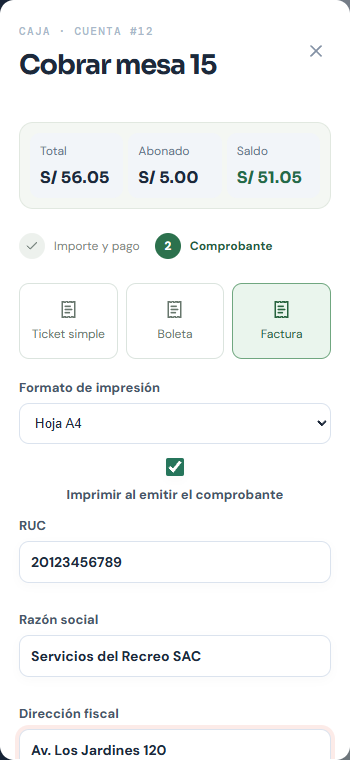 CAJA · CUENTA #12
Cobrar mesa 15
Total Abonado Saldo
S/ 56.05 S/ 5.00 S/ 51.05
Importe y pago 2 Comprobante
Ticket simple Boleta Factura
Formato de impresión
Hoja A4
Imprimir al emitir el comprobante
RUC
20123456789
Razón social
Servicios del Recreo SAC
Dirección fiscal
Av. Los Jardines 120